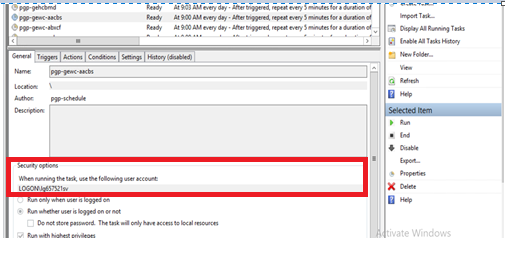 pgp-gehcbmd Ready At 9:03 AM every day - After triggered, repeat every 5 minutes for a duration of
pgp-gewc-aacbs Ready At 9:00 AM every day - After triggered, repeat every 5 minutes for a duration of
Ready At 9:00 AM every day - After triggered, repeat every 5 minutes for a duration of
General Triggers Actions Conditions Settings History (disabled)
Name: pgp-gewc-aacbs
Location: \
Author: pgp-schedule
Description:
Security options
When running the task, use the following user account:
Run only when user is logged on
Run whether user is logged on or not
Do not store password. The task will only have access to local resources
Run with highest privileges
Import Task...
Display All Running Tasks
Enable All Tasks History
New Folder...
View
Refresh
Help
Selected Item
Run
End
Disable
Export...
Properties
Delete
Help
Activate Windows